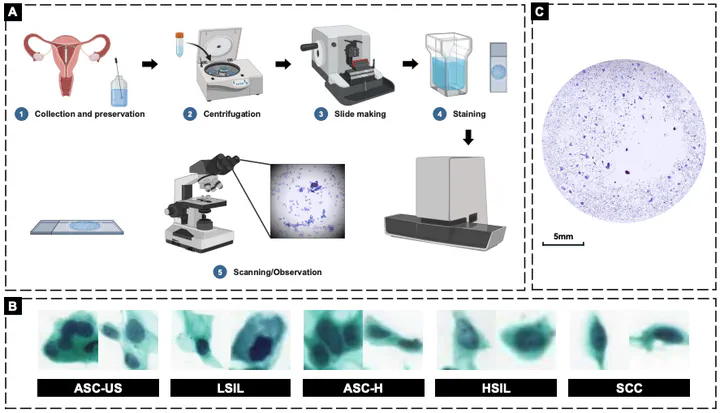 A
1 Collection and preservation
2 Centrifugation
3 Slide making
4 Staining
5 Scanning/Observation
C
5mm
B
ASC-US
LSIL
ASC-H
HSIL
SCC